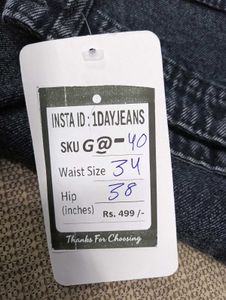 INSTA ID : 1DAYJEANS
SKU G@-40
Waist Size 34
Hip 38
(inches) Rs. 499 /-
Thanks For Choosing